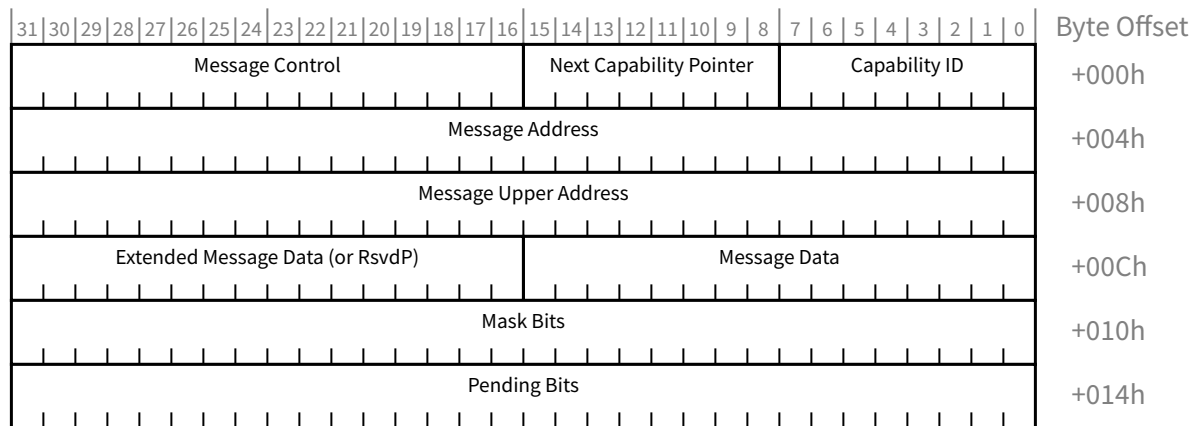 31 30 29 28 27 26 25 24 23 22 21 20 19 18 17 16 15 14 13 12 11 10 9 8 7 6 5 4 3 2 1 0 Byte Offset
Message Control Next Capability Pointer Capability ID +000h
Message Address +004h
Message Upper Address +008h
Extended Message Data (or RsvdP) Message Data +00Ch
Mask Bits +010h
Pending Bits +014h